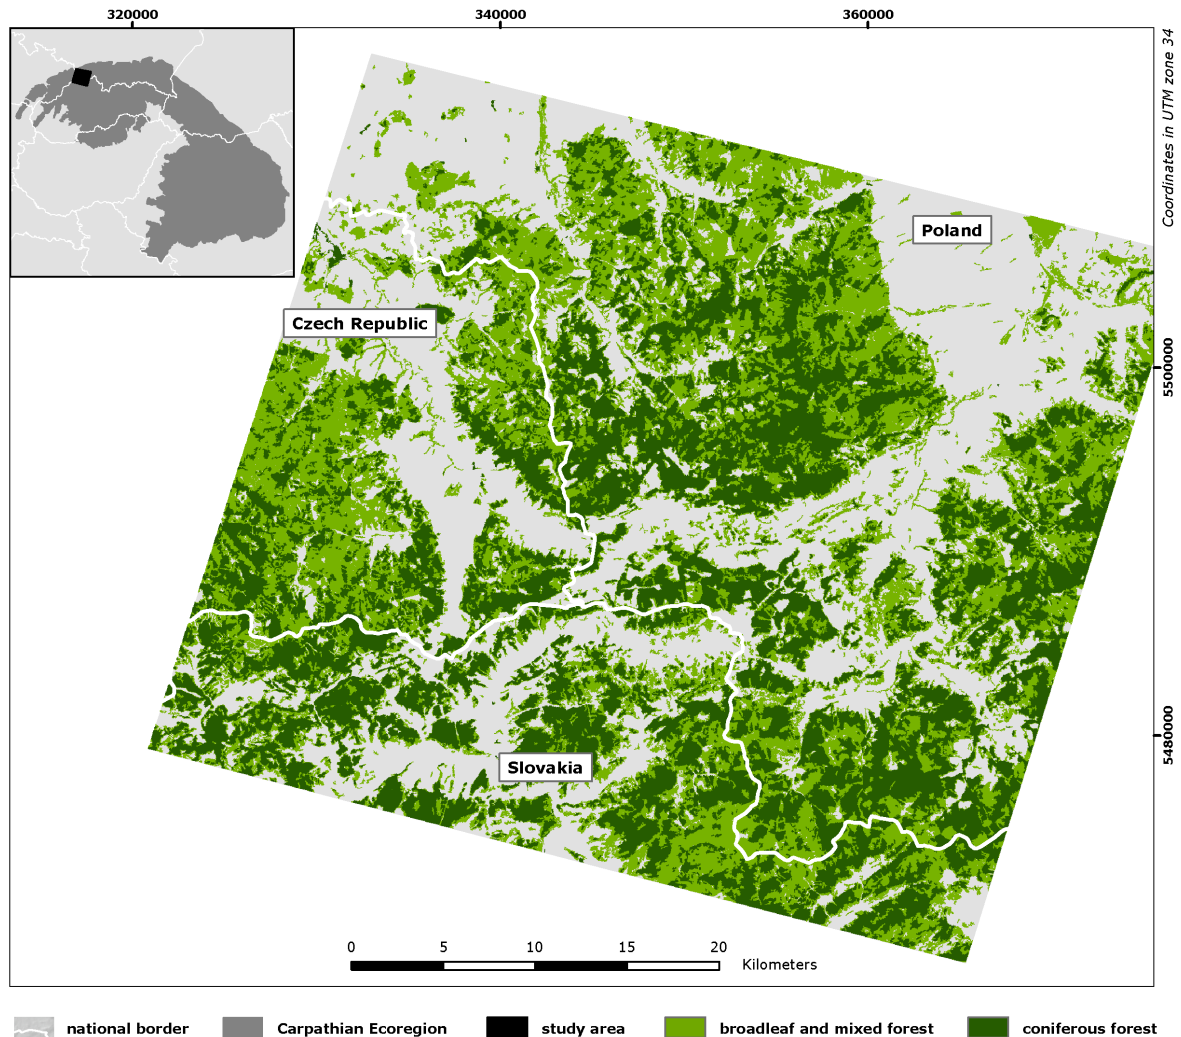 320000 340000 360000
Coordinates in UTM zone 34
Poland
Czech Republic
5500000
5480000
Slovakia
0 5 10 15 20
Kilometers
national border Carpathian Ecoregion study area broadleaf and mixed forest coniferous forest